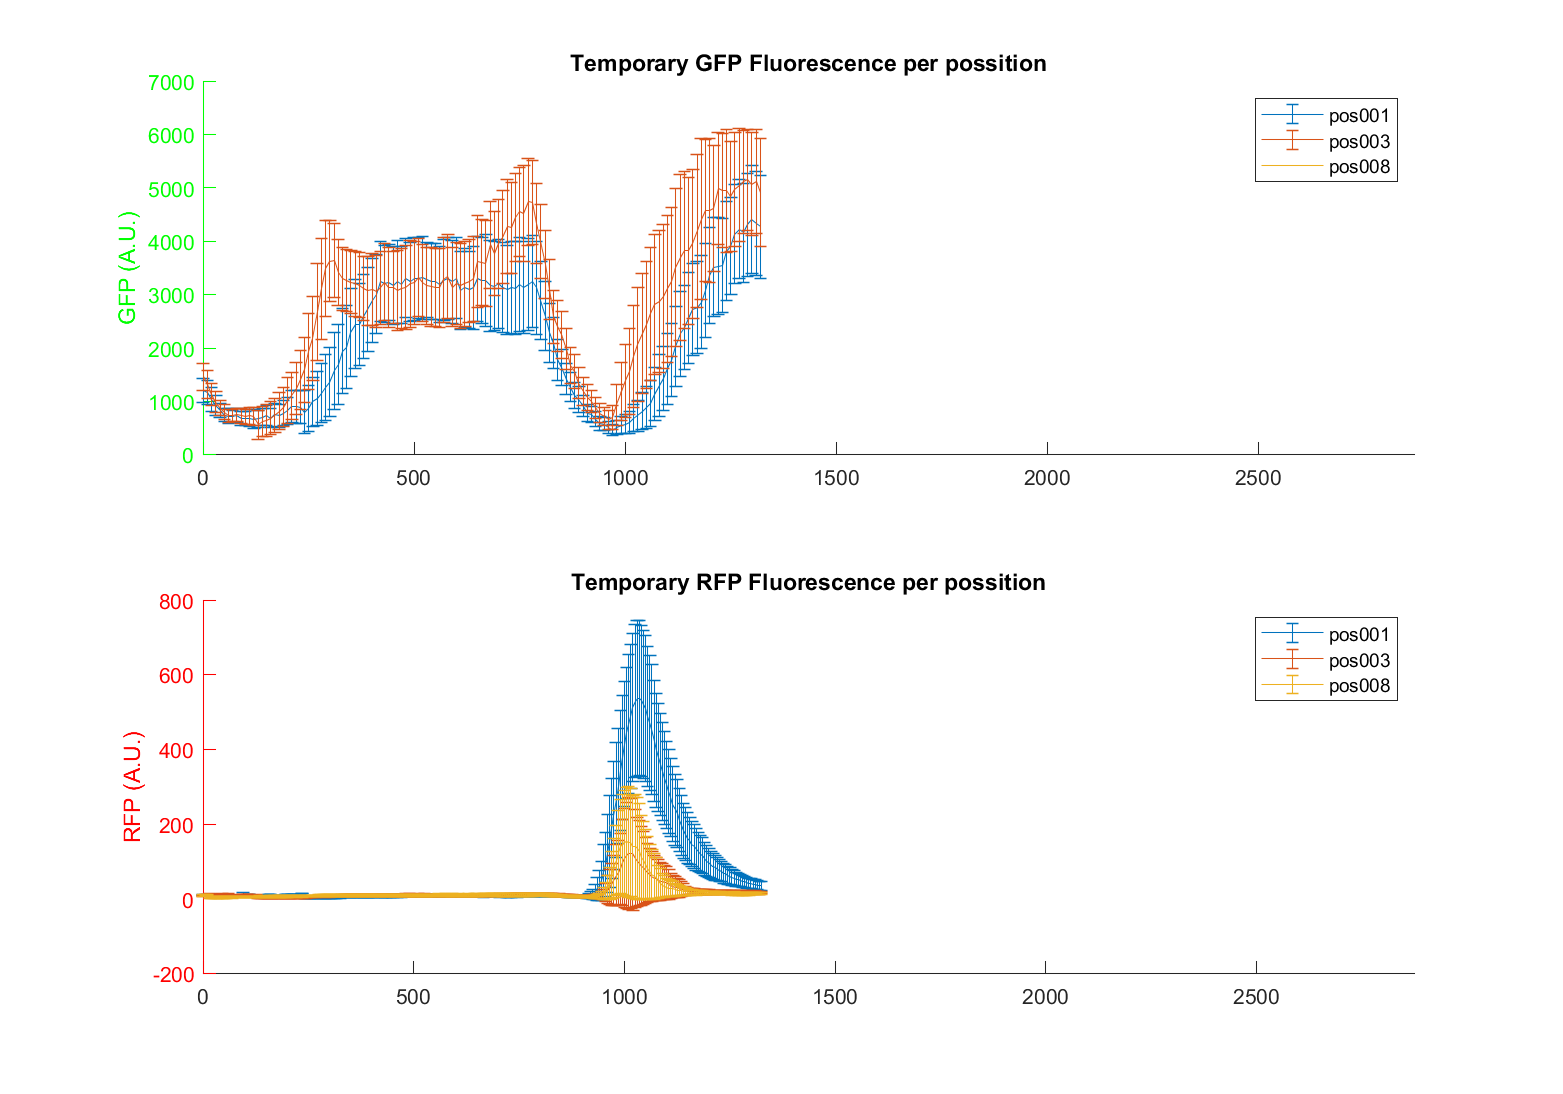 Temporary GFP Fluorescence per possition
7000
6000
5000
4000
3000
2000
1000
0
GFP (A.U.)
0 500 1000 1500 2000 2500
pos001
pos003
pos008
Temporary RFP Fluorescence per possition
800
600
400
200
0
-200
RFP (A.U.)
0 500 1000 1500 2000 2500
pos001
pos003
pos008